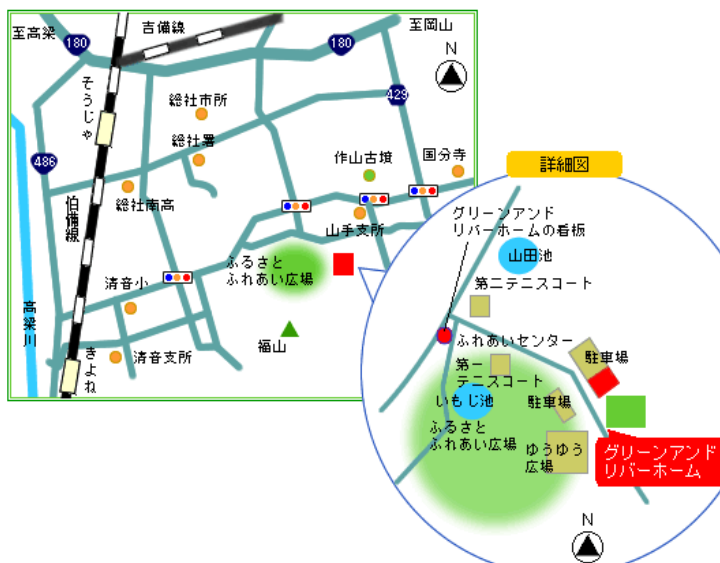 至高梁
吉備線
至岡山
180
180
N
そうじゃ
総社市所
429
総社署
作山古墳
国分寺
486
総社南高
伯備線
山手支所
ふるさと
ふれあい広場
清音小
高梁川
福山
きよね
清音支所
詳細図
グリーンアンド
リバーホームの看板
山田池
第二テニスコート
ふれあいセンター
第一
テニスコート
駐車場
いもじ池
駐車場
ふるさと
ふれあい広場
ゆうゆう
広場
グリーンアンド
リバーホーム
N